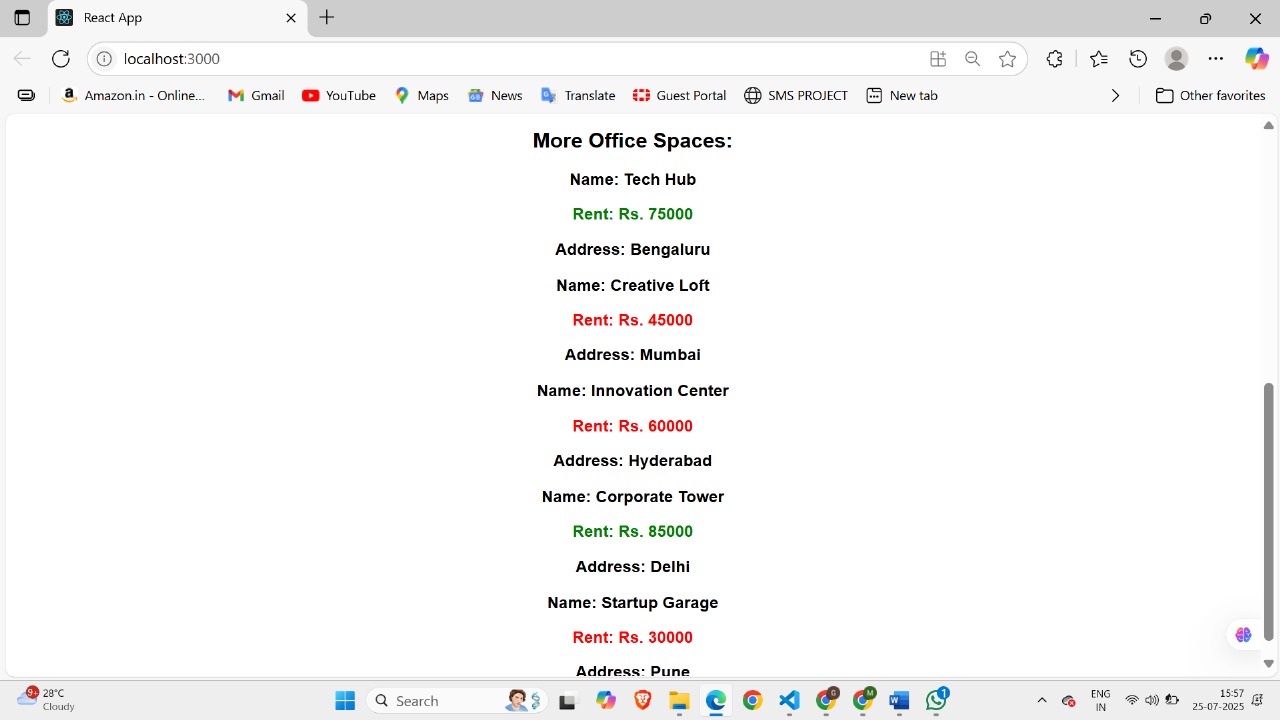 React App
localhost:3000
Amazon.in - Online...
Gmail
YouTube
Maps
News
Translate
Guest Portal
SMS PROJECT
New tab
Other favorites
More Office Spaces:
Name: Tech Hub
Rent: Rs. 75000
Address: Bengaluru
Name: Creative Loft
Rent: Rs. 45000
Address: Mumbai
Name: Innovation Center
Rent: Rs. 60000
Address: Hyderabad
Name: Corporate Tower
Rent: Rs. 85000
Address: Delhi
Name: Startup Garage
Rent: Rs. 30000
Address: Pune
9+
28°C
Cloudy
Search
G
M
1
ENG
IN
15:57
25-07-2025